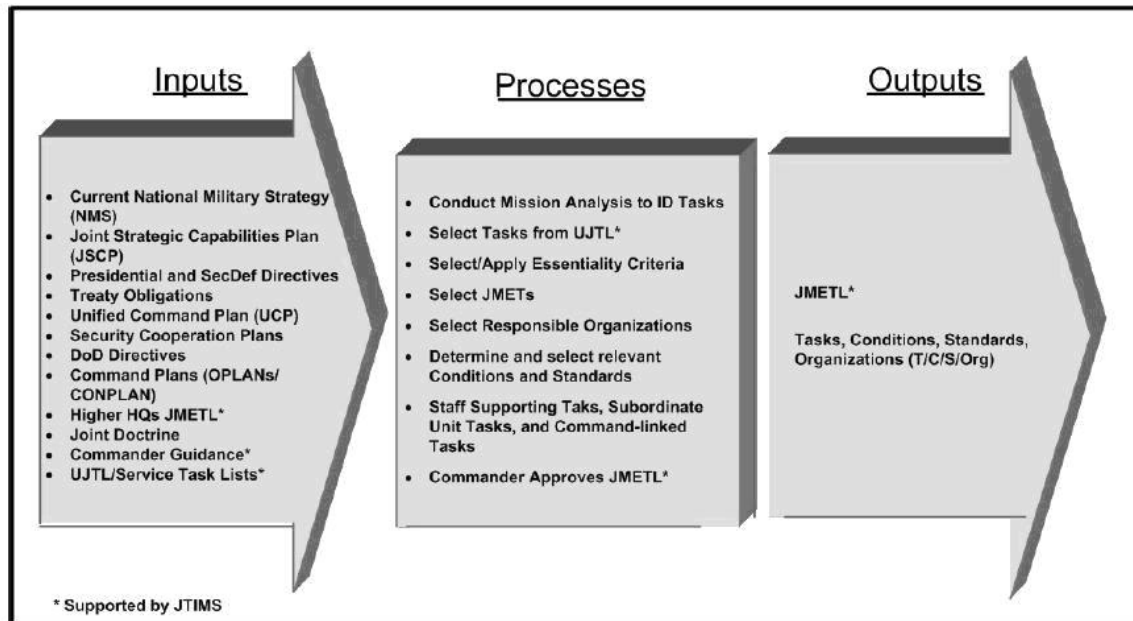 Inputs
• Current National Military Strategy
(NMS)
• Joint Strategic Capabilities Plan
(JSCP)
• Presidential and SecDef Directives
• Treaty Obligations
• Unified Command Plan (UCP)
• Security Cooperation Plans
• DoD Directives
• Command Plans (OPLANs/
CONPLAN)
• Higher HQs JMETL*
• Joint Doctrine
• Commander Guidance*
• UJTL/Service Task Lists*
Processes
• Conduct Mission Analysis to ID Tasks
• Select Tasks from UJTL*
• Select/Apply Essentiality Criteria
• Select JMETs
• Select Responsible Organizations
• Determine and select relevant
Conditions and Standards
• Staff Supporting Taks, Subordinate
Unit Tasks, and Command-linked
Tasks
• Commander Approves JMETL*
Outputs
JMETL*
Tasks, Conditions, Standards,
Organizations (T/C/S/Org)
* Supported by JTIMS